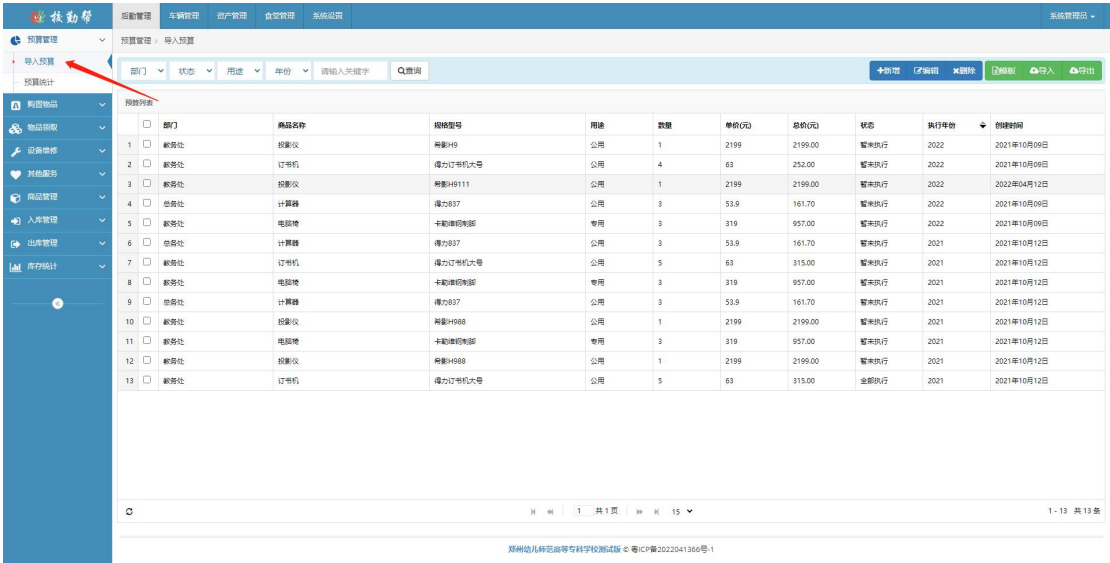 校勤帮 后勤管理 车辆管理 资产管理 食堂管理 系统设置 系统管理员
预算管理 预算管理 导入预算
导入预算
部门 状态 用途 年份 请输入关键字 查询 新增 编辑 删除 模板 导入 导出
预算统计
购置物品 预算列表
部门 商品名称 规格型号 用途 数量 单价(元) 总价(元) 状态 执行年份 创建时间
物品领取
设备维修
其他服务
商品管理
入库管理
出库管理
库存统计
1 教务处 投影仪 希影H9 公用 1 2199 2199.00 暂未执行 2022 2021年10月09日
2 教务处 订书机 得力订书机大号 公用 4 63 252.00 暂未执行 2022 2021年10月09日
3 教务处 投影仪 希影H9111 公用 1 2199 2199.00 暂未执行 2022 2022年04月12日
4 总务处 计算器 得力837 公用 3 53.9 161.70 暂未执行 2022 2021年10月09日
5 教务处 电脑椅 卡勒维钢制脚 专用 3 319 957.00 暂未执行 2022 2021年10月09日
6 总务处 计算器 得力837 公用 3 53.9 161.70 暂未执行 2021 2021年10月12日
7 教务处 订书机 得力订书机大号 公用 5 63 315.00 暂未执行 2021 2021年10月12日
8 教务处 电脑椅 卡勒维钢制脚 专用 3 319 957.00 暂未执行 2021 2021年10月12日
9 总务处 计算器 得力837 公用 3 53.9 161.70 暂未执行 2021 2021年10月12日
10 教务处 投影仪 希影H988 公用 1 2199 2199.00 暂未执行 2021 2021年10月12日
11 教务处 电脑椅 卡勒维钢制脚 专用 3 319 957.00 暂未执行 2021 2021年10月12日
12 教务处 投影仪 希影H988 公用 1 2199 2199.00 暂未执行 2021 2021年10月12日
13 教务处 订书机 得力订书机大号 公用 5 63 315.00 全部执行 2021 2021年10月12日
1 共1页 15 1 - 13 共13条
郑州幼儿师范高等专科学校测试版 © 粤ICP备2022041366号-1